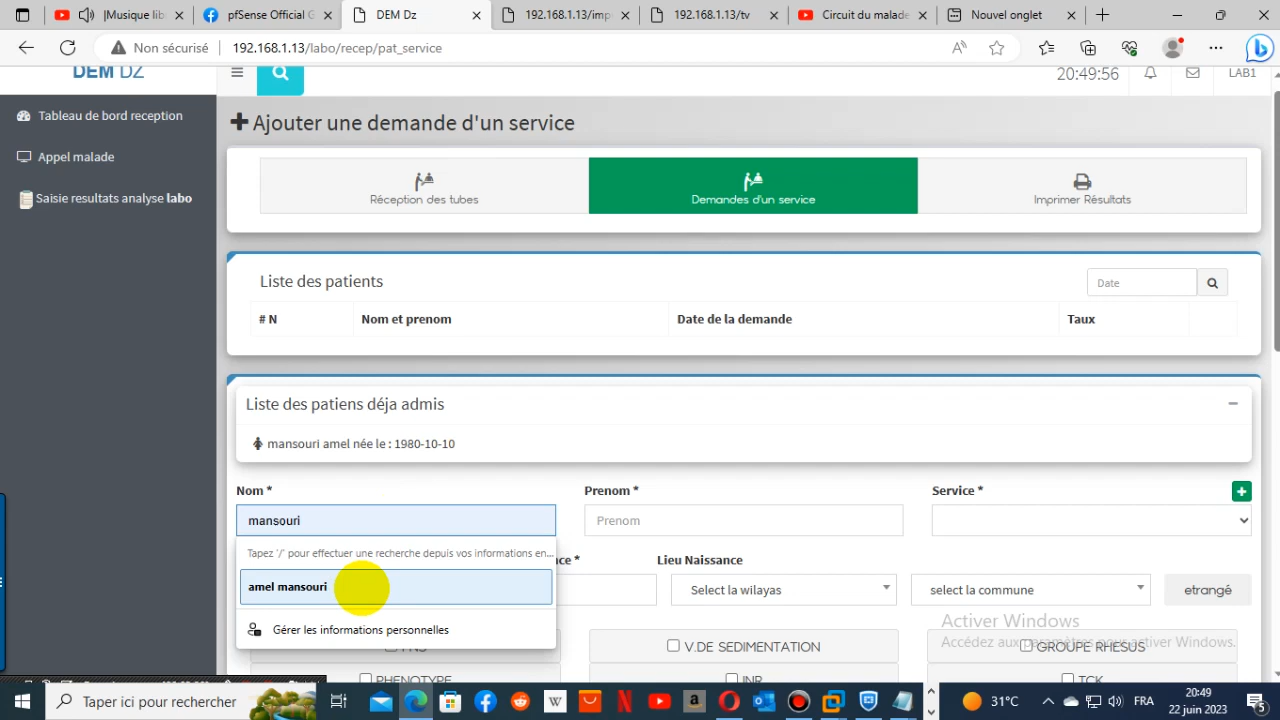 |Musique lib
pfSense Official G
DEM Dz
192.168.1.13/imp
192.168.1.13/tv
Circuit du malade
Nouvel onglet
Non sécurisé
192.168.1.13/labo/recep/pat_service
DEM DZ
20:49:56
LAB1
Tableau de bord reception
Appel malade
Saisie resultats analyse labo
Ajouter une demande d'un service
Réception des tubes
Demandes d'un service
Imprimer Résultats
Liste des patients
Date
# N
Nom et prenom
Date de la demande
Taux
Liste des patiens déja admis
mansouri amel née le : 1980-10-10
Nom *
Prenom *
Service *
mansouri
Prenom
Tapez '/' pour effectuer une recherche depuis vos informations en...
ce *
Lieu Naissance
amel mansouri
Select la wilayas
select la commune
etrangé
Gérer les informations personnelles
Activer Windows
Accédez aux paramètres pour activer Windows.
FNS
V.DE SEDIMENTATION
GROUPE RHESUS
PHENOTYPE
INR
TCK
Taper ici pour rechercher
31°C
FRA
20:49
22 juin 2023
5